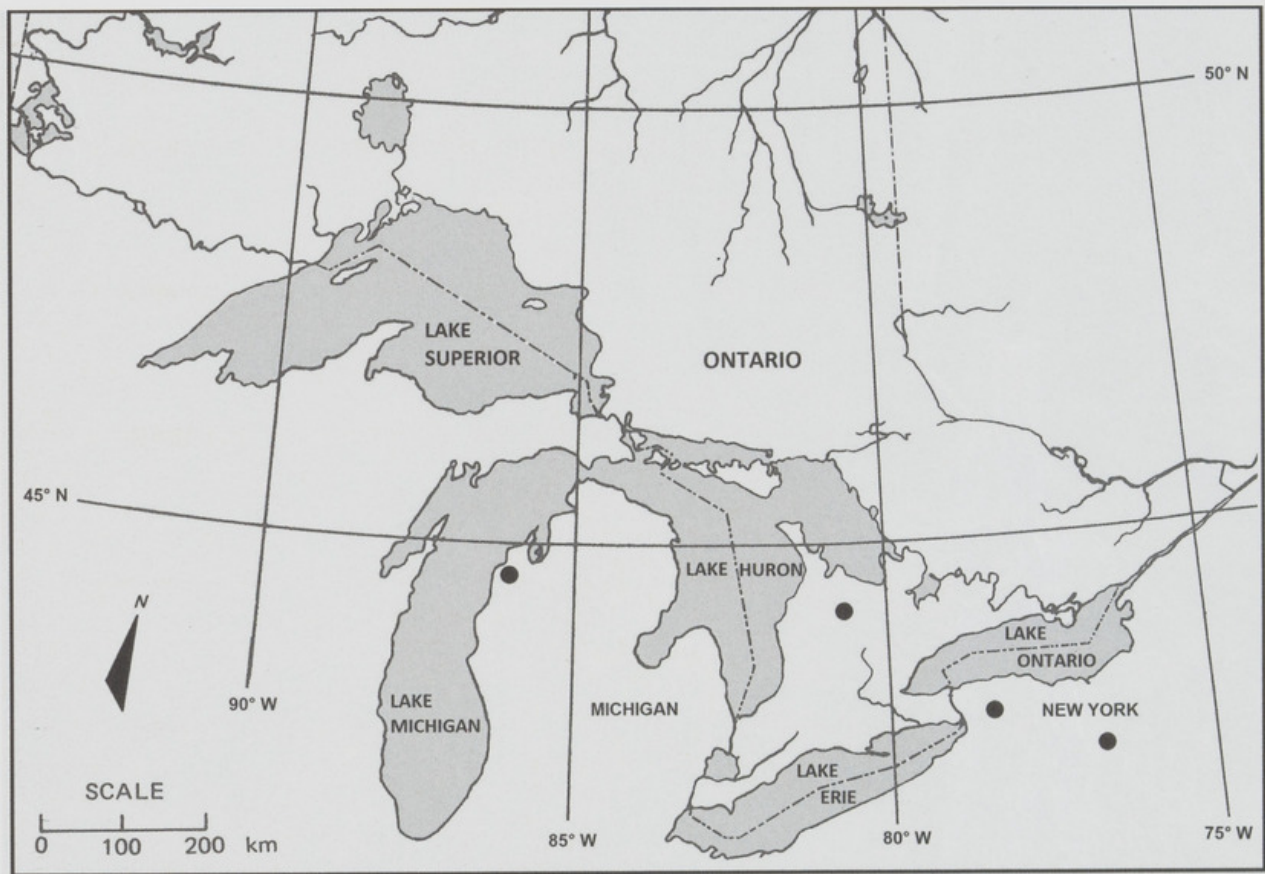 50° N
LAKE
SUPERIOR
ONTARIO
45° N
LAKE HURON
N
LAKE
ONTARIO
90° W
LAKE
MICHIGAN
MICHIGAN
NEW YORK
LAKE
ERIE
SCALE
0 100 200 km
85° W
80° W
75° W